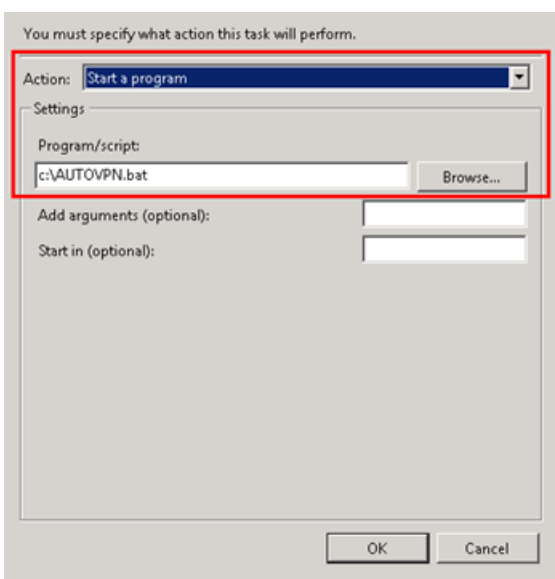 You must specify what action this task will perform.
Action: Start a program
Settings
Program/script:
c:\AUTOVPN.bat Browse...
Add arguments (optional):
Start in (optional):
OK Cancel